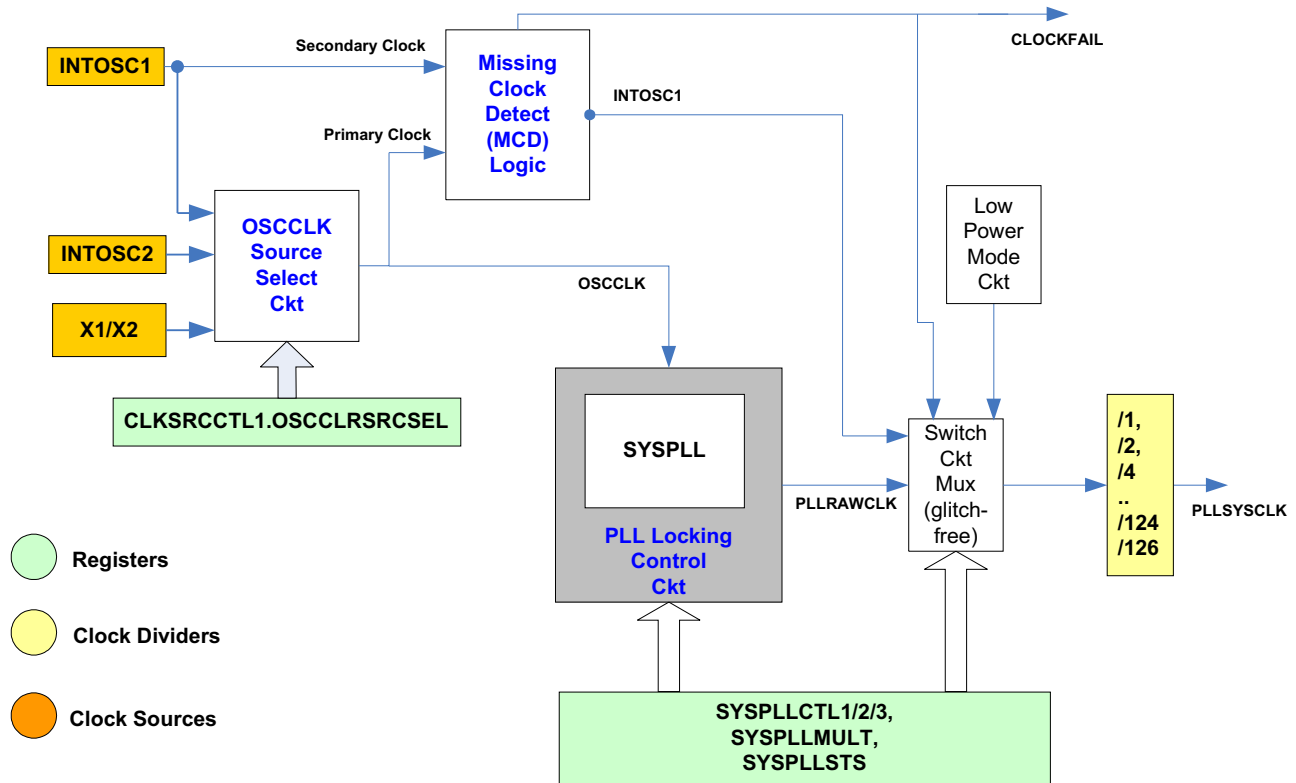 Secondary Clock
INTOSC1
Missing
Clock
Detect
(MCD)
Logic
CLOCKFAIL
INTOSC1
Primary Clock
OSCCLK
Source
Select
Ckt
INTOSC2
X1/X2
OSCCLK
Low
Power
Mode
Ckt
CLKSRCCTL1.OSCCLRSRCSEL
SYSPLL
PLL Locking
Control
Ckt
PLLRAWCLK
Switch
Ckt
Mux
(glitch-
free)
/1,
/2,
/4
..
/124
/126
PLLSYSCLK
Registers
Clock Dividers
Clock Sources
SYSPLLCTL1/2/3,
SYSPLLMULT,
SYSPLLSTS